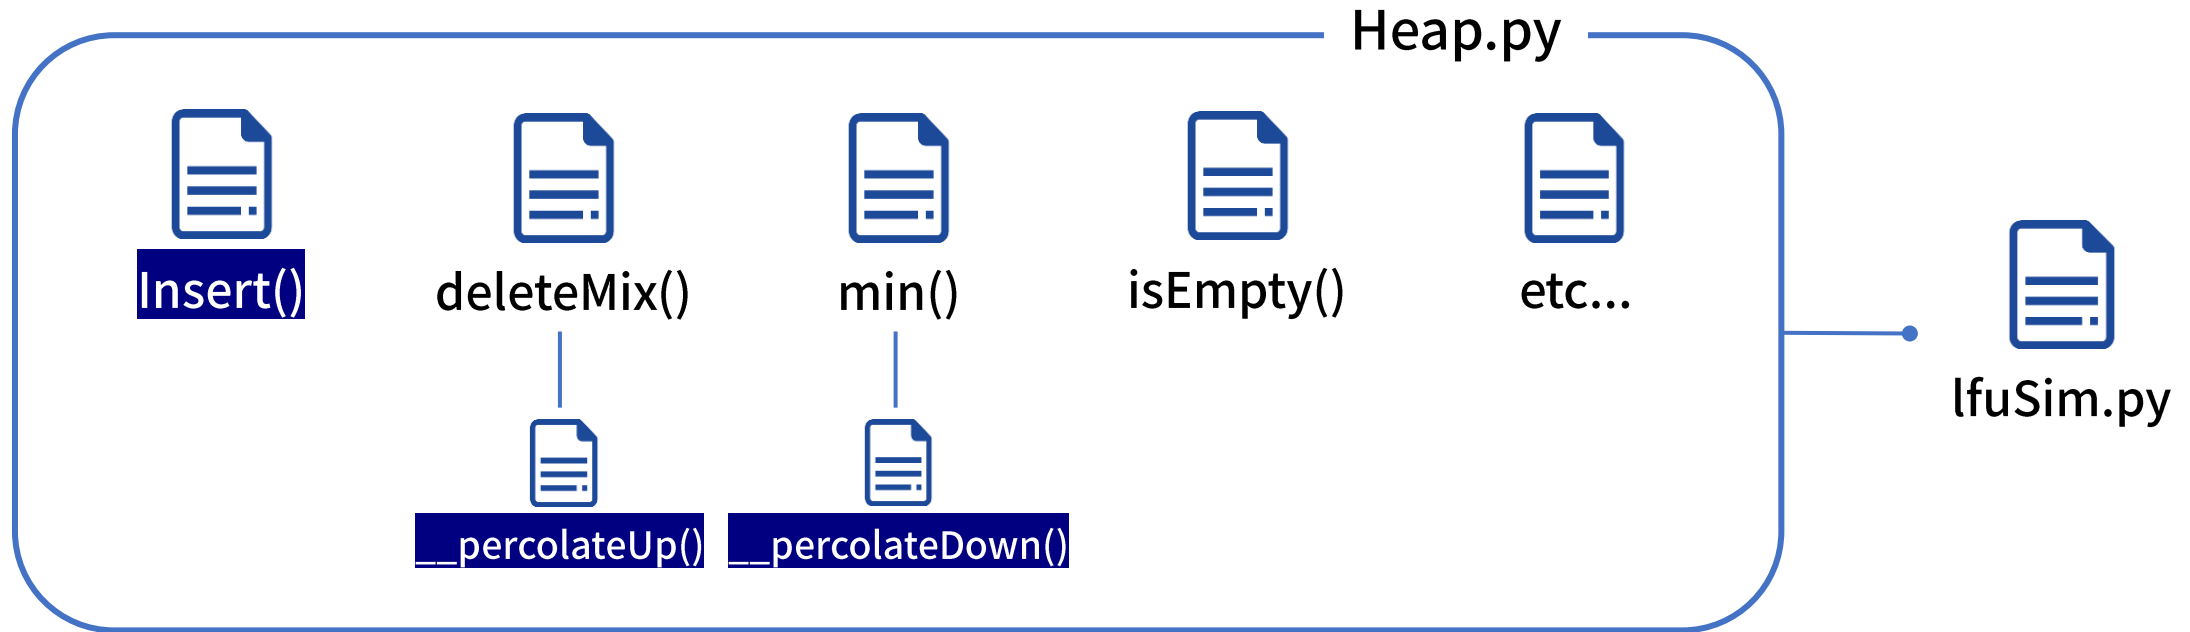 Heap.py
Insert()
deleteMix()
min()
isEmpty()
etc...
lfuSim.py
__percolateUp()
__percolateDown()